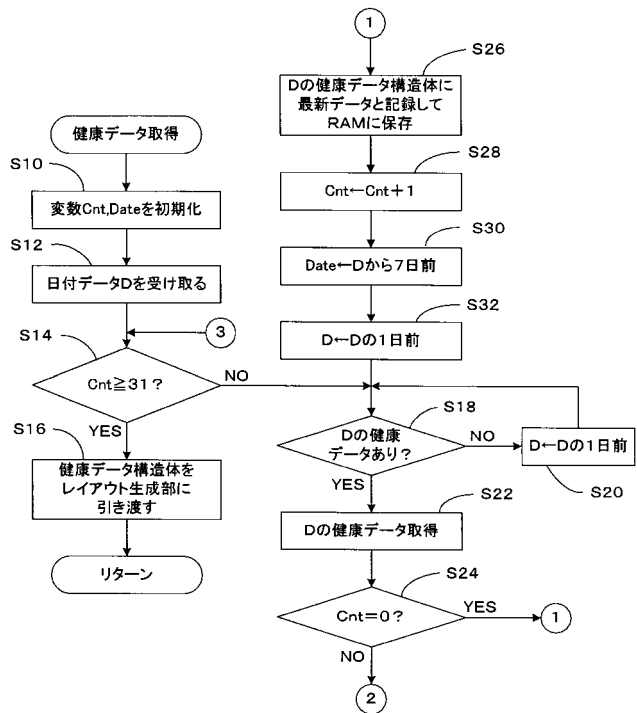 健康データ取得
S10
変数Cnt,Dateを初期化
S12
日付データDを受け取る
3
S14
Cnt≧31?
NO
YES
S16
健康データ構造体を
レイアウト生成部に
引き渡す
リターン
1
S26
Dの健康データ構造体に
最新データと記録して
RAMに保存
S28
Cnt←Cnt+1
S30
Date←Dから7日前
S32
D←Dの1日前
S18
Dの健康
データあり?
NO
D←Dの1日前
S20
YES
S22
Dの健康データ取得
S24
Cnt=0?
YES
1
NO
2